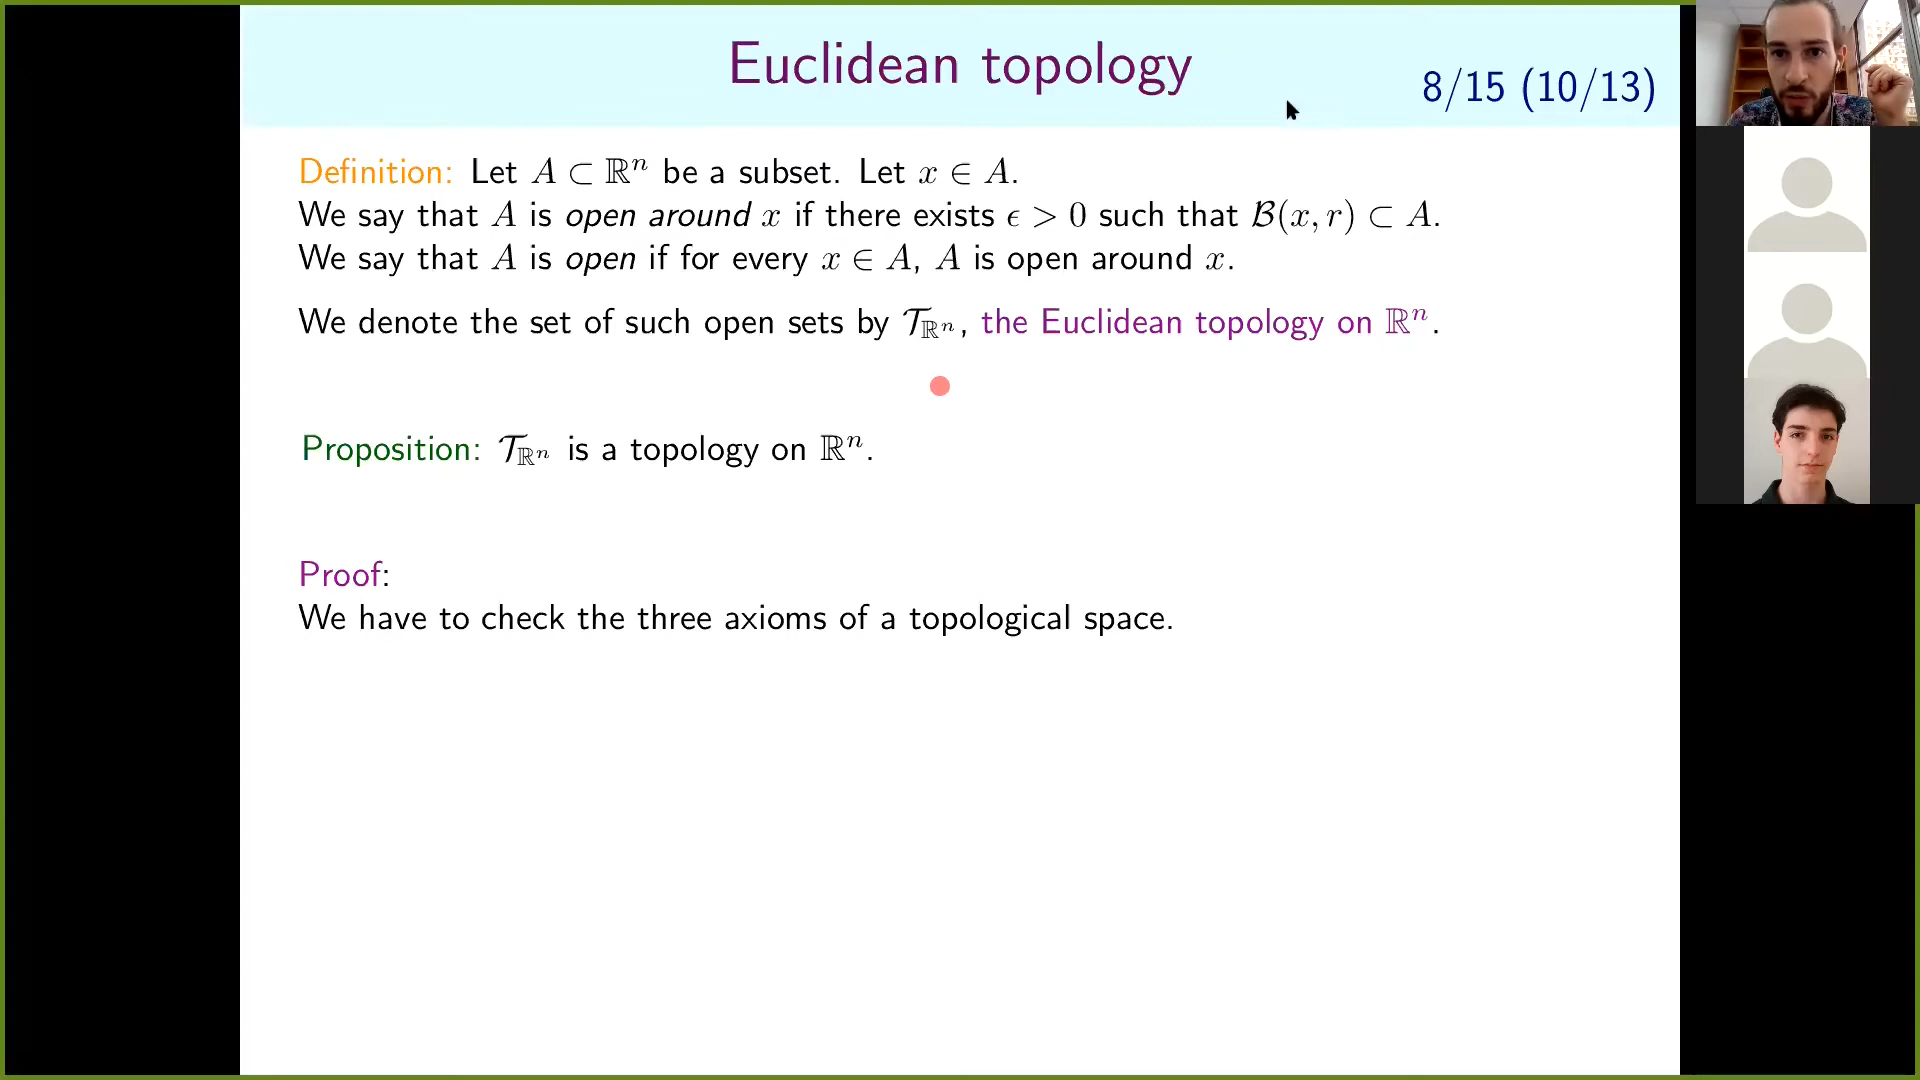 Euclidean topology
8/15 (10/13)
Definition: Let A ⊂ ℝⁿ be a subset. Let x ∈ A.
We say that A is open around x if there exists ϵ > 0 such that ℬ(x, r) ⊂ A.
We say that A is open if for every x ∈ A, A is open around x.
We denote the set of such open sets by 𝒯_ℝⁿ, the Euclidean topology on ℝⁿ.
Proposition: 𝒯_ℝⁿ is a topology on ℝⁿ.
Proof:
We have to check the three axioms of a topological space.